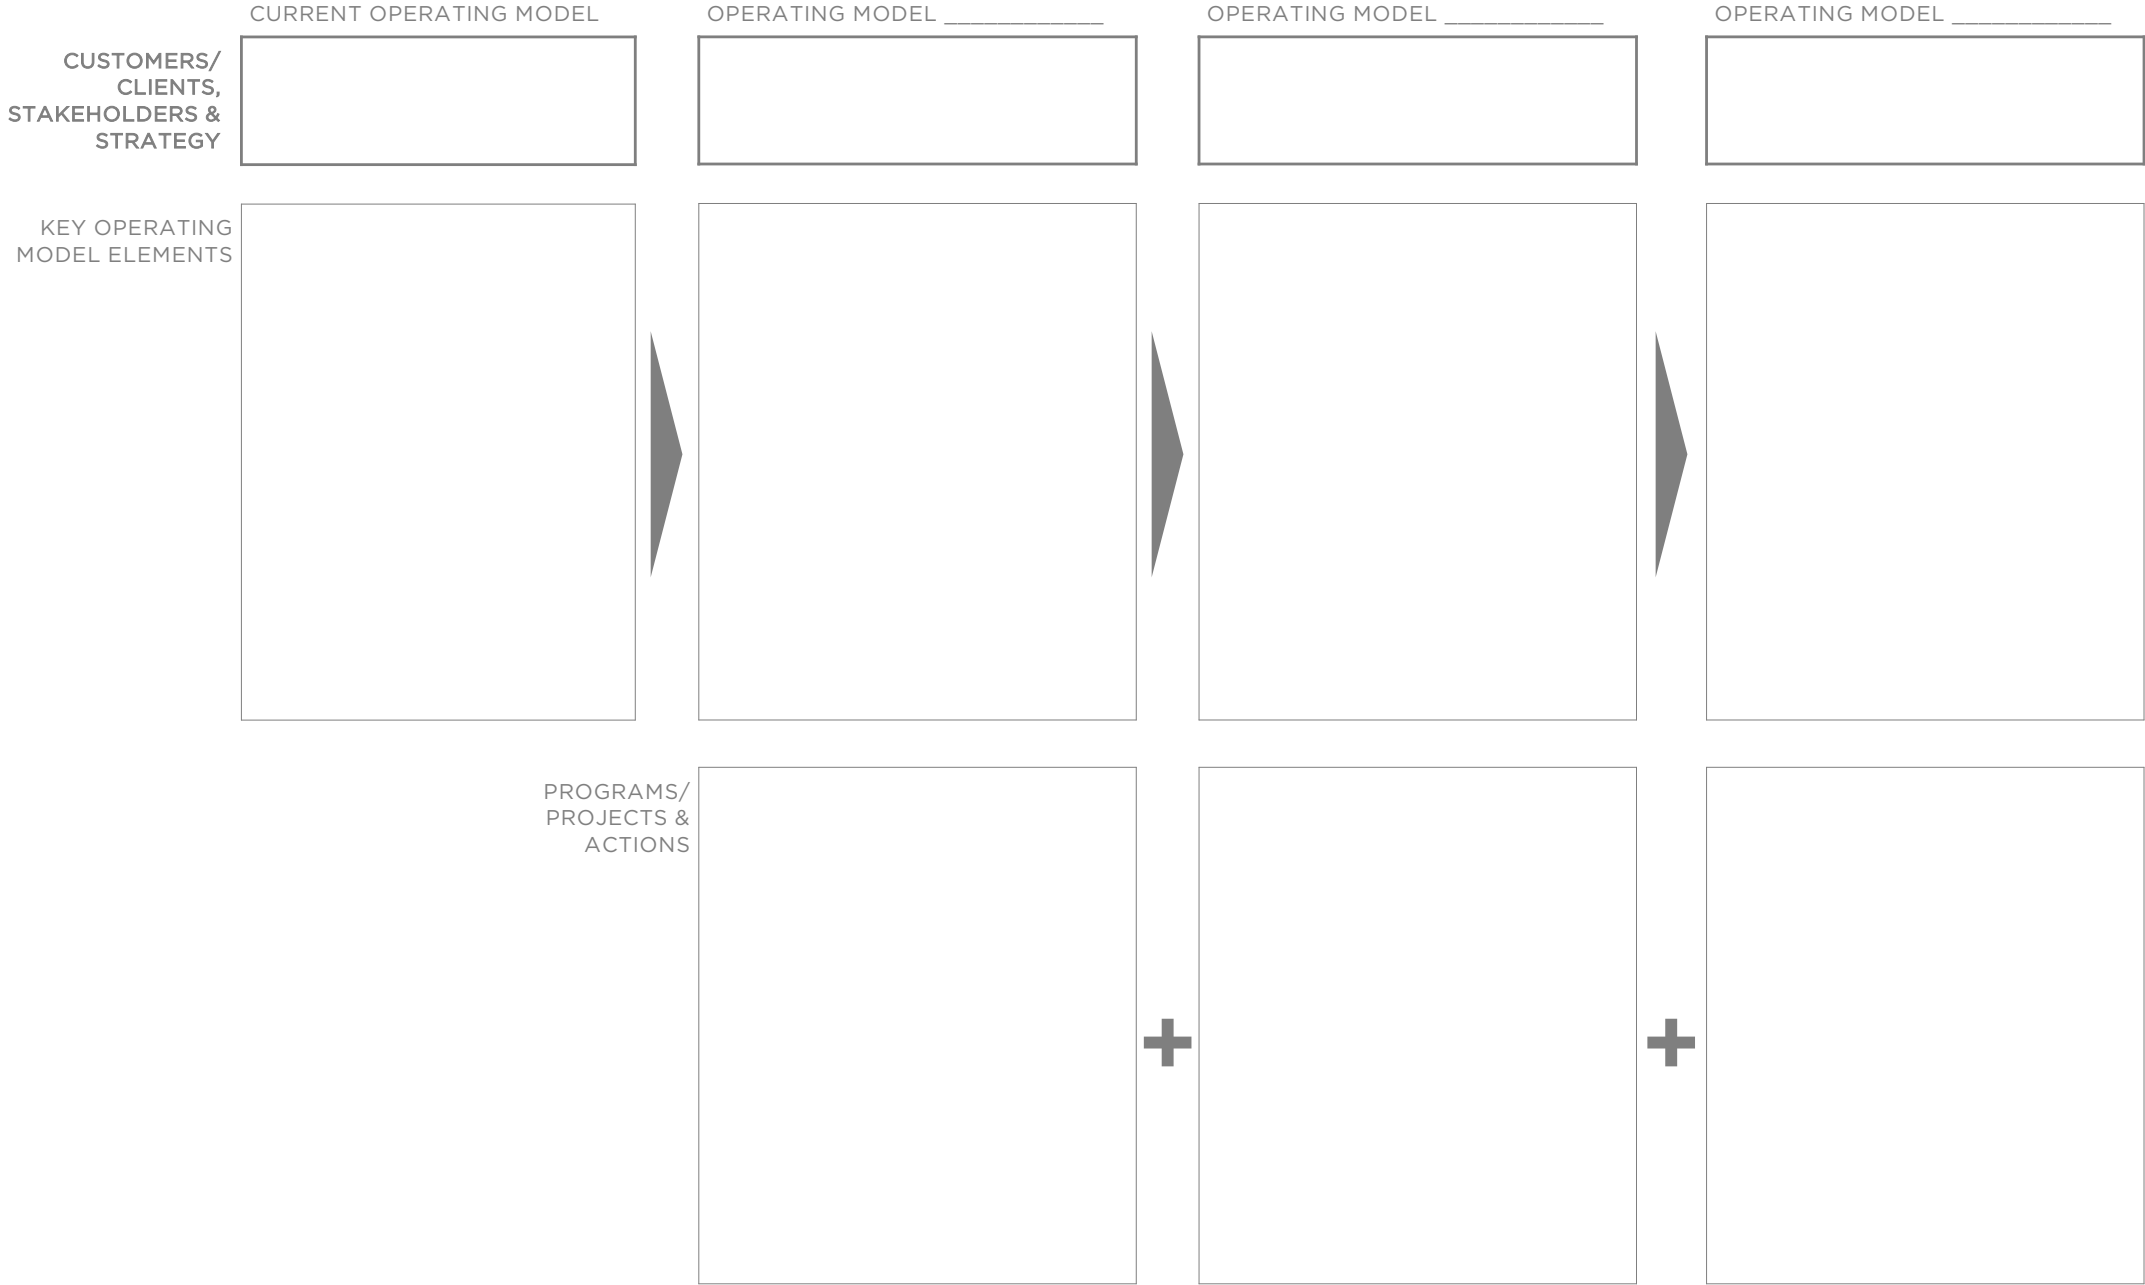 CURRENT OPERATING MODEL
OPERATING MODEL ____________
OPERATING MODEL ____________
OPERATING MODEL ____________
CUSTOMERS/
CLIENTS,
STAKEHOLDERS &
STRATEGY
KEY OPERATING
MODEL ELEMENTS
PROGRAMS/
PROJECTS &
ACTIONS